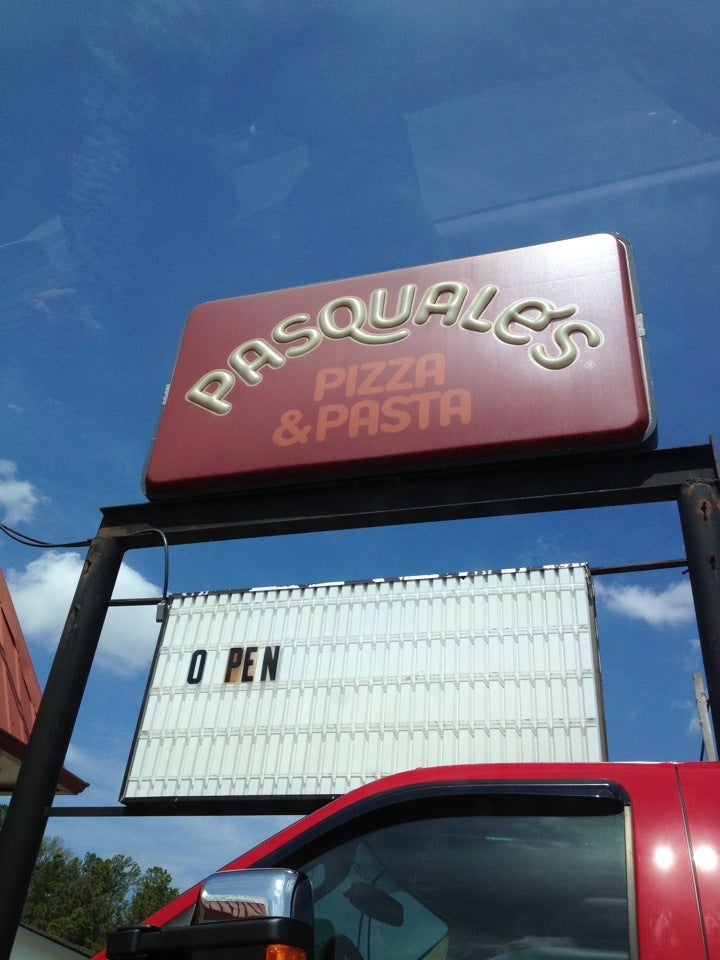 PASQUALE'S ®
PIZZA
& PASTA
O PEN